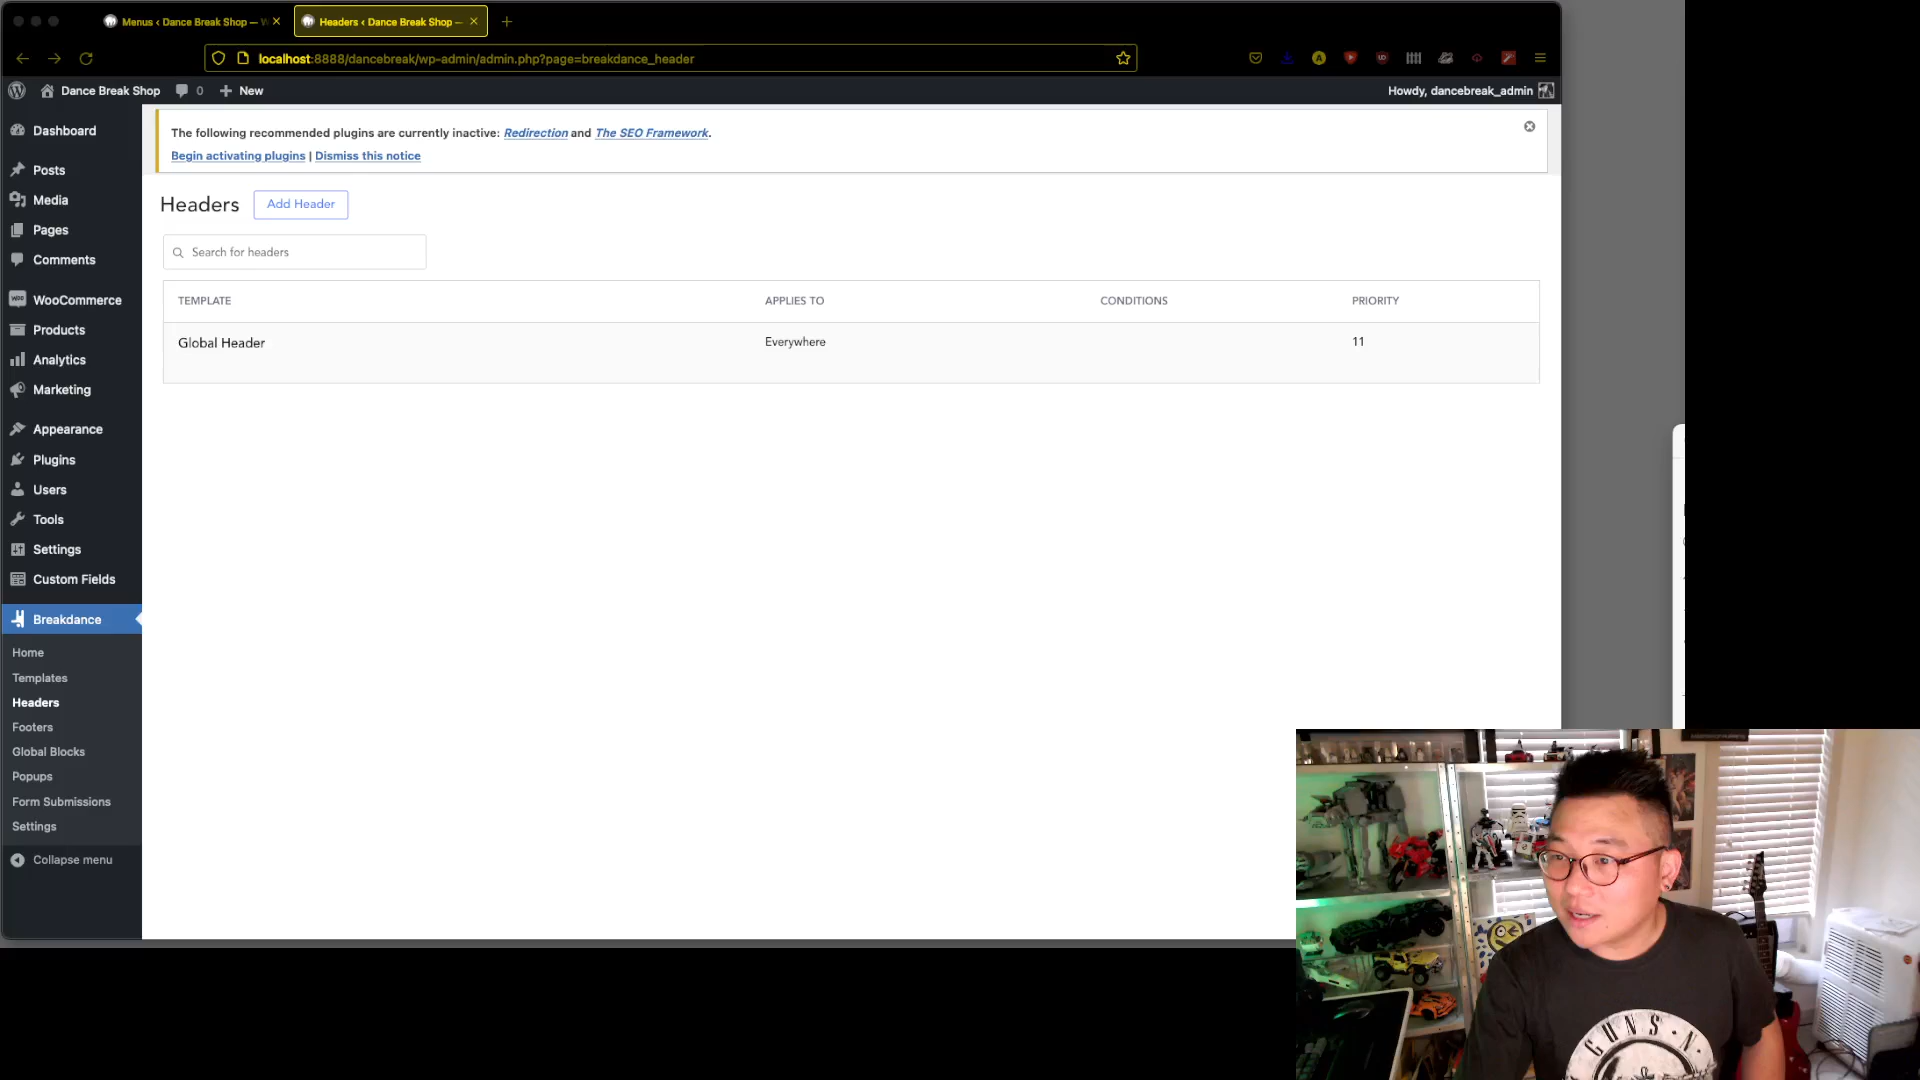 Menus ‹ Dance Break Shop — W
Headers ‹ Dance Break Shop —
localhost:8888/dancebreak/wp-admin/admin.php?page=breakdance_header
Dance Break Shop
0
New
Howdy, dancebreak_admin
Dashboard
Posts
Media
Pages
Comments
WooCommerce
Products
Analytics
Marketing
Appearance
Plugins
Users
Tools
Settings
Custom Fields
Breakdance
Home
Templates
Headers
Footers
Global Blocks
Popups
Form Submissions
Settings
Collapse menu
The following recommended plugins are currently inactive: Redirection and The SEO Framework.
Begin activating plugins | Dismiss this notice
Headers
Add Header
Search for headers
TEMPLATE APPLIES TO CONDITIONS PRIORITY
Global Header Everywhere 11
GUNS N